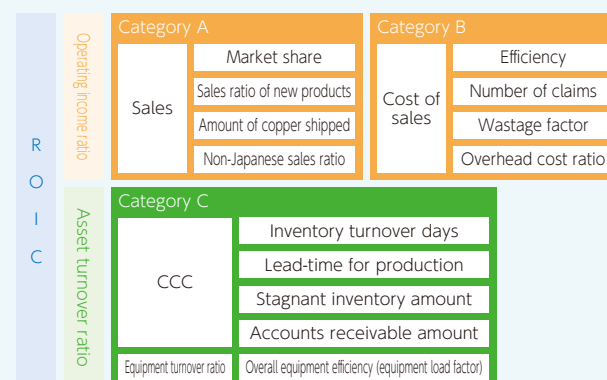 ROIC
Operating income ratio
Category A
Sales
Market share
Sales ratio of new products
Amount of copper shipped
Non-Japanese sales ratio
Category B
Cost of
sales
Efficiency
Number of claims
Wastage factor
Overhead cost ratio
Asset turnover ratio
Category C
CCC
Inventory turnover days
Lead-time for production
Stagnant inventory amount
Accounts receivable amount
Equipment turnover ratio
Overall equipment efficiency (equipment load factor)